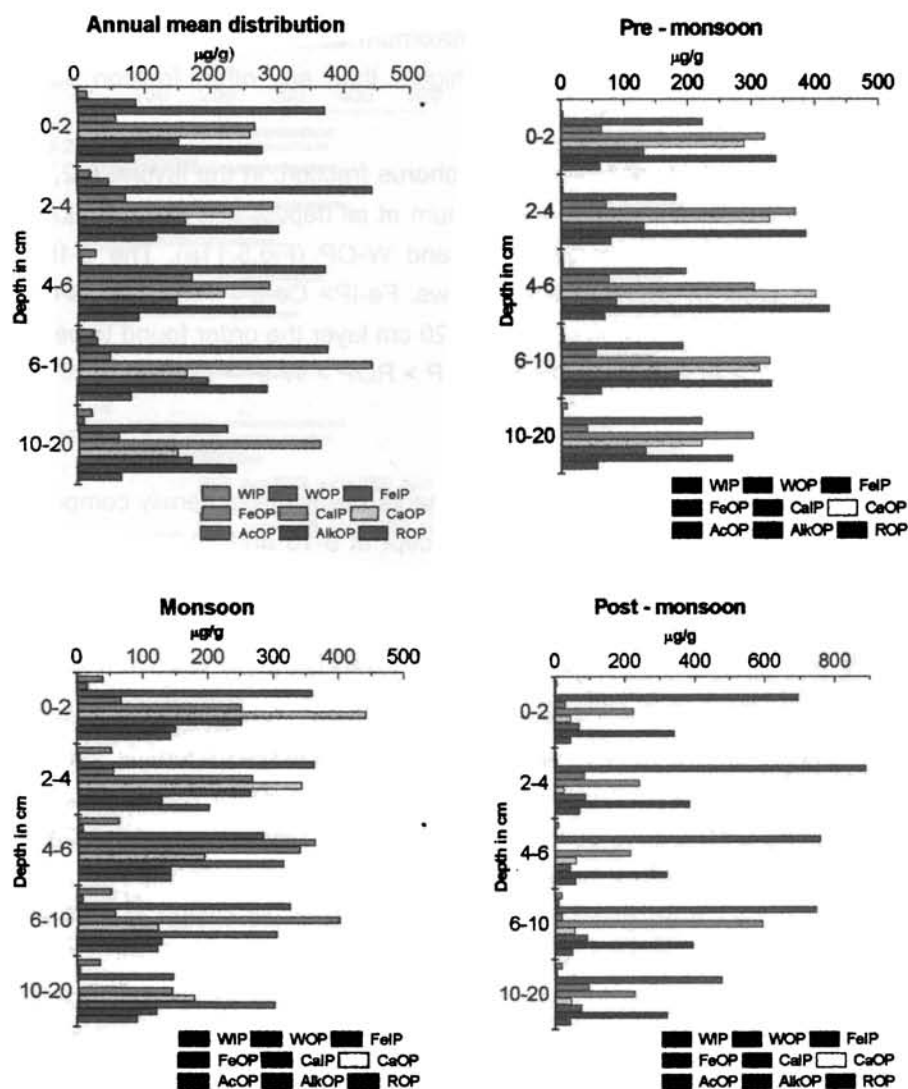 Annual mean distribution
µg/g)
0 100 200 300 400 500
Depth in cm
0-2
2-4
4-6
6-10
10-20
WIP WOP FeIP
FeOP CaIP CaOP
AcOP AlkOP ROP
Pre - monsoon
µg/g
0 100 200 300 400 500
Depth in cm
0-2
2-4
4-6
6-10
10-20
WIP WOP FeIP
FeOP CaIP CaOP
AcOP AlkOP ROP
Monsoon
µg/g
0 100 200 300 400 500
Depth in cm
0-2
2-4
4-6
6-10
10-20
WIP WOP FeIP
FeOP CaIP CaOP
AcOP AlkOP ROP
Post - monsoon
µg/g
0 200 400 600 800
Depth in cm
0-2
2-4
4-6
6-10
10-20
WIP WOP FeIP
FeOP CaIP CaOP
AcOP AlkOP ROP